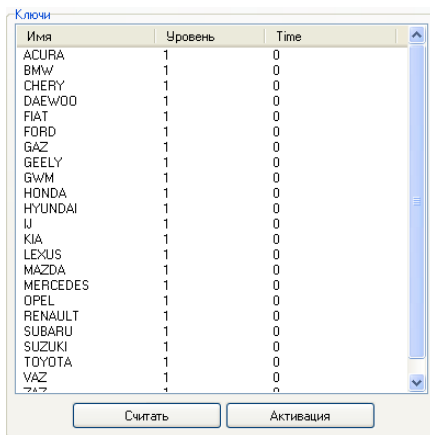 Ключи
Имя Уровень Time
ACURA 1 0
BMW 1 0
CHERY 1 0
DAEWOO 1 0
FIAT 1 0
FORD 1 0
GAZ 1 0
GEELY 1 0
GWM 1 0
HONDA 1 0
HYUNDAI 1 0
IJ 1 0
KIA 1 0
LEXUS 1 0
MAZDA 1 0
MERCEDES 1 0
OPEL 1 0
RENAULT 1 0
SUBARU 1 0
SUZUKI 1 0
TOYOTA 1 0
VAZ 1 0
ZAZ 1 0
Считать Активация